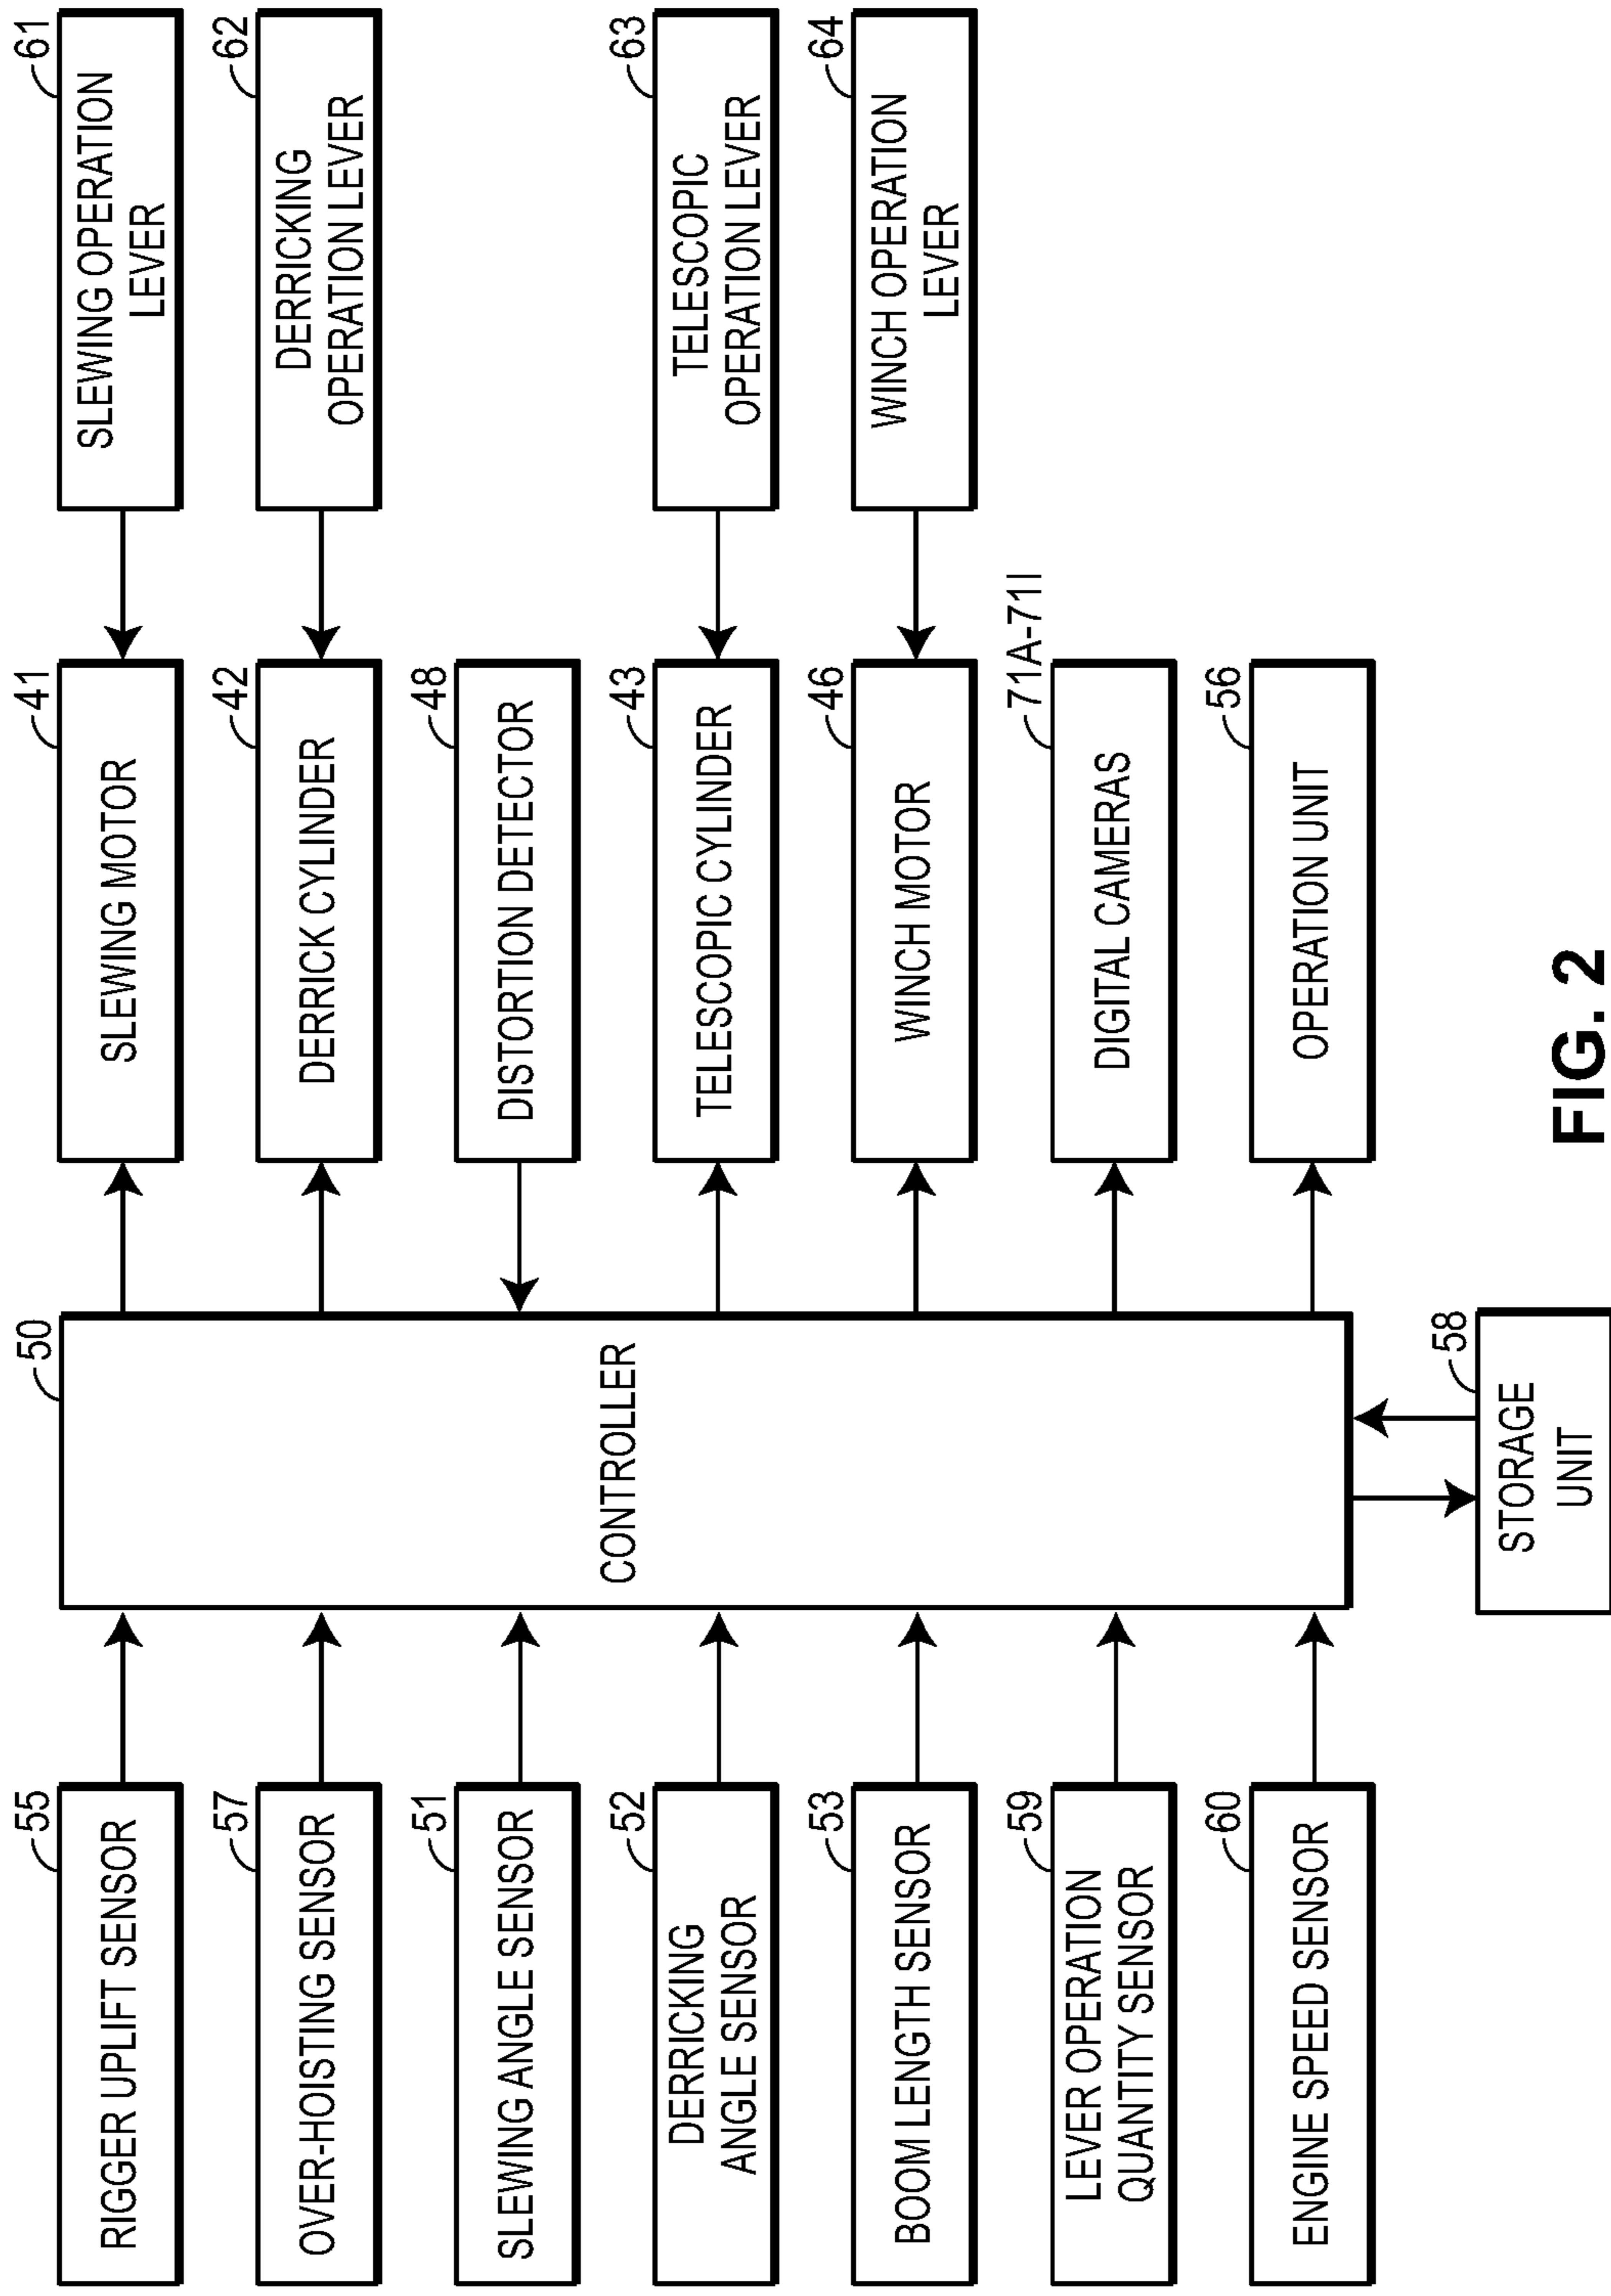 55
RIGGER UPLIFT SENSOR
57
OVER-HOISTING SENSOR
51
SLEWING ANGLE SENSOR
52
DERRICKING
ANGLE SENSOR
53
BOOM LENGTH SENSOR
59
LEVER OPERATION
QUANTITY SENSOR
60
ENGINE SPEED SENSOR
50
CONTROLLER
58
STORAGE
UNIT
41
SLEWING MOTOR
42
DERRICK CYLINDER
48
DISTORTION DETECTOR
43
TELESCOPIC CYLINDER
46
WINCH MOTOR
71A-71I
DIGITAL CAMERAS
56
OPERATION UNIT
61
SLEWING OPERATION
LEVER
62
DERRICKING
OPERATION LEVER
63
TELESCOPIC
OPERATION LEVER
64
WINCH OPERATION
LEVER
FIG. 2